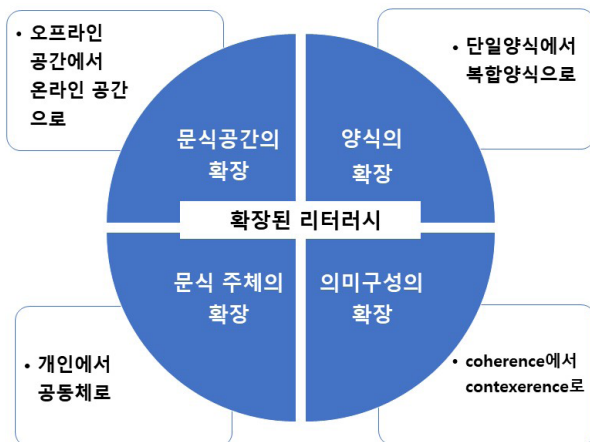 • 오프라인
공간에서
온라인 공간
으로
• 단일양식에서
복합양식으로
문식공간의
확장
양식의
확장
확장된 리터러시
문식 주체의
확장
의미구성의
확장
• 개인에서
공동체로
• coherence에서
contexerence로